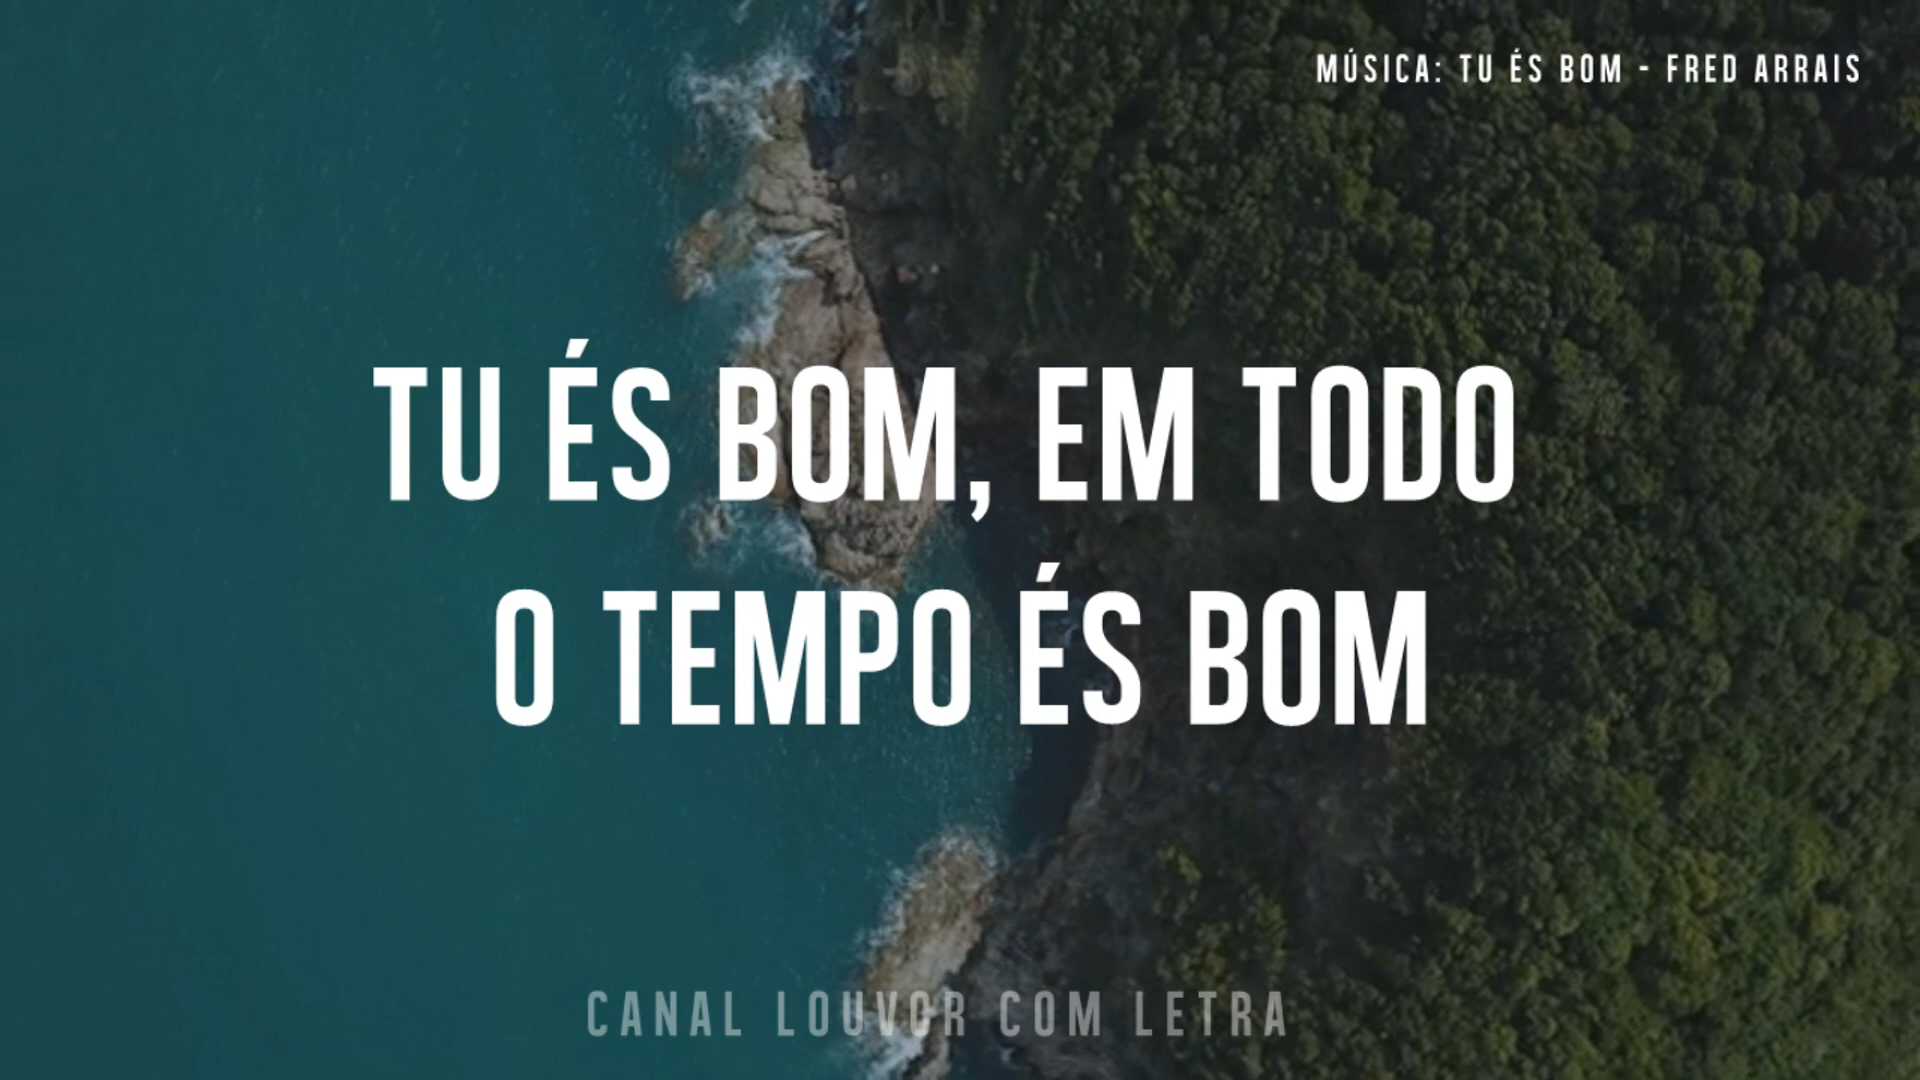 MÚSICA: TU ÉS BOM - FRED ARRAIS
TU ÉS BOM, EM TODO
O TEMPO ÉS BOM
CANAL LOUVOR COM LETRA